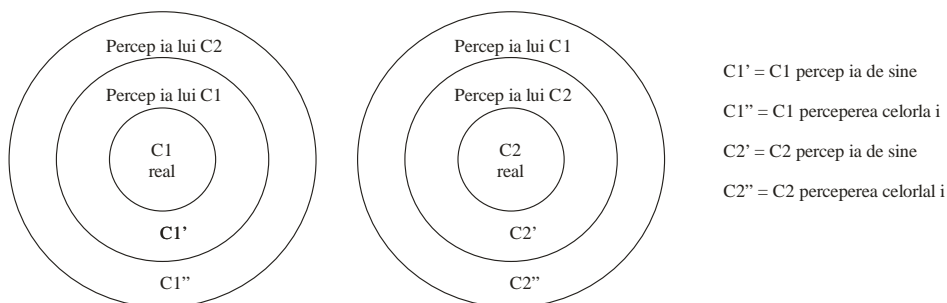 Percep ia lui C2
Percep ia lui C1
C1
real
C1’
C1”
Percep ia lui C1
Percep ia lui C2
C2
real
C2’
C2”
C1’ = C1 percep ia de sine
C1” = C1 perceperea celorla i
C2’ = C2 percep ia de sine
C2” = C2 perceperea celorlal i